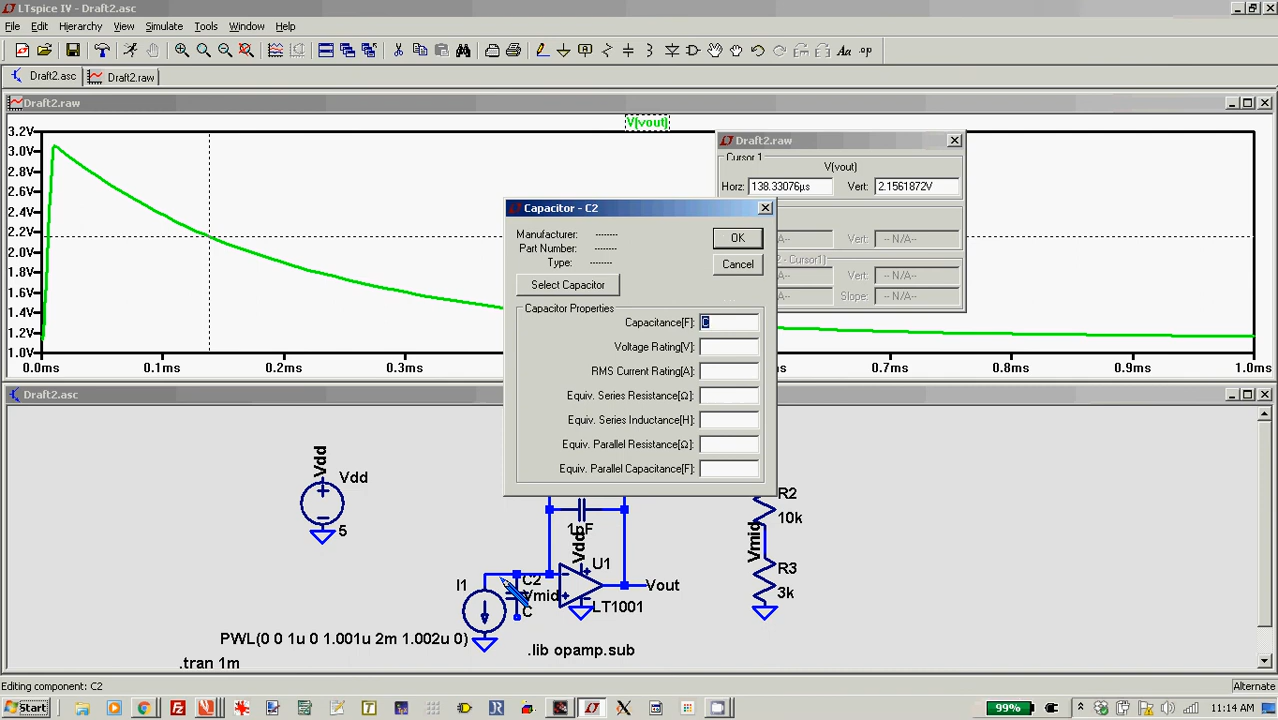 LTspice IV - Draft2.asc
File Edit Hierarchy View Simulate Tools Window Help
Draft2.asc Draft2.raw
Draft2.raw
V(vout)
3.2V
3.0V
2.8V
2.6V
2.4V
2.2V
2.0V
1.8V
1.6V
1.4V
1.2V
1.0V
0.0ms 0.1ms 0.2ms 0.3ms 0.7ms 0.8ms 0.9ms 1.0ms
Draft2.raw
Cursor 1
V(vout)
Horz: 138.33076µs Vert: 2.1561872V
A-- Vert: -- N/A--
- Cursor1)
A-- Vert: -- N/A--
A-- Slope: -- N/A--
Capacitor - C2
Manufacturer: --------
Part Number: --------
Type: --------
OK
Cancel
Select Capacitor
Capacitor Properties
Capacitance[F]: C
Voltage Rating[V]:
RMS Current Rating[A]:
Equiv. Series Resistance[Ω]:
Equiv. Series Inductance[H]:
Equiv. Parallel Resistance[Ω]:
Equiv. Parallel Capacitance[F]:
Draft2.asc
Vdd
Vdd
5
1pF
Vdd
U1
I1
C2
Vmid
C
Vout
LT1001
R2
10k
Vmid
R3
3k
PWL(0 0 1u 0 1.001u 2m 1.002u 0)
.lib opamp.sub
.tran 1m
Editing component: C2
Alternate
Start
99%
11:14 AM